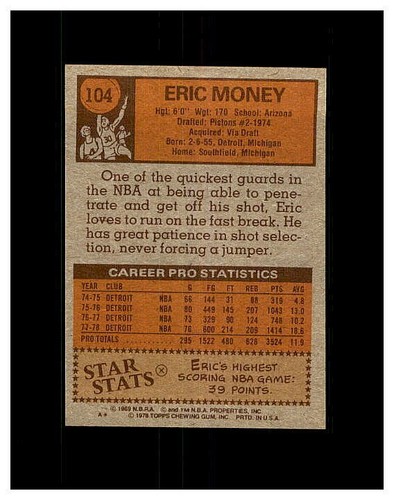 104
ERIC MONEY
Hgt: 6'0" Wgt: 170 School: Arizona
Drafted: Pistons #2-1974
Acquired: Via Draft
Born: 2-6-55, Detroit, Michigan
Home: Southfield, Michigan
One of the quickest guards in
the NBA at being able to pene-
trate and get off his shot, Eric
loves to run on the fast break. He
has great patience in shot selec-
tion, never forcing a jumper.
CAREER PRO STATISTICS
YEAR CLUB G FG FT REB PTS AVG
74-75 DETROIT NBA 66 144 31 88 319 4.8
75-76 DETROIT NBA 80 449 145 207 1043 13.0
76-77 DETROIT NBA 73 329 90 124 748 10.2
77-78 DETROIT NBA 76 600 214 209 1414 18.6
PRO TOTALS 295 1522 480 628 3524 11.9
STAR
STATS
ERIC'S HIGHEST
SCORING NBA GAME:
39 POINTS.
© 1969 N.B.R.A. © and TM N.B.A. PROPERTIES, INC.
A* © 1978 TOPPS CHEWING GUM, INC. PRTD. IN U.S.A.